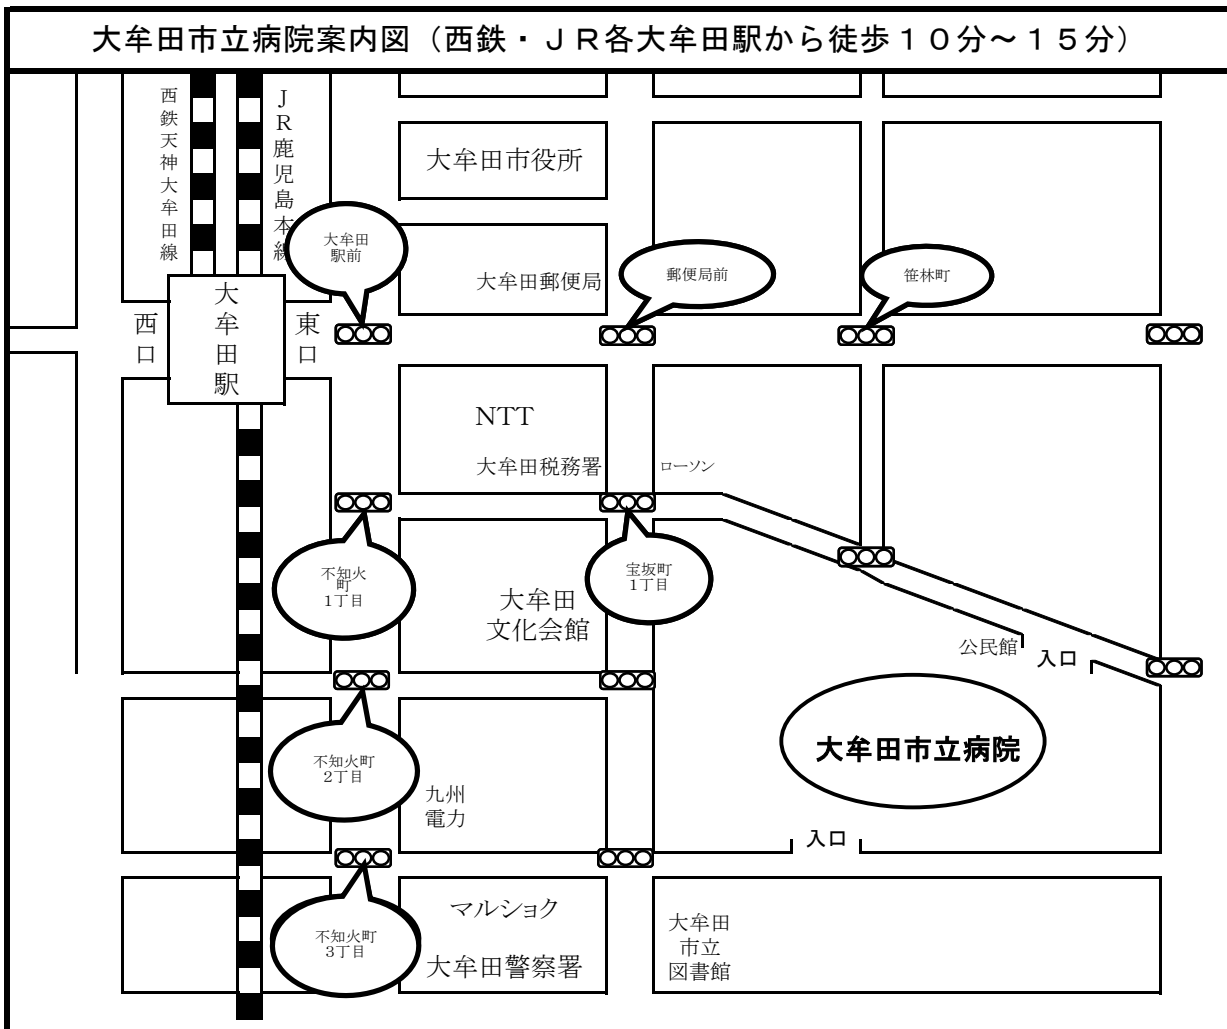 大牟田市立病院案内図（西鉄・ＪＲ各大牟田駅から徒歩１０分～１５分）
西鉄天神大牟田線
JR鹿児島本線
大牟田市役所
大牟田
駅前
大牟田郵便局
郵便局前
笹林町
西口
大牟田駅
東口
NTT
大牟田税務署
ローソン
不知火
町
1丁目
大牟田
文化会館
宝坂町
1丁目
公民館
入口
大牟田市立病院
不知火町
2丁目
九州
電力
入口
不知火町
3丁目
マルショク
大牟田警察署
大牟田
市立
図書館